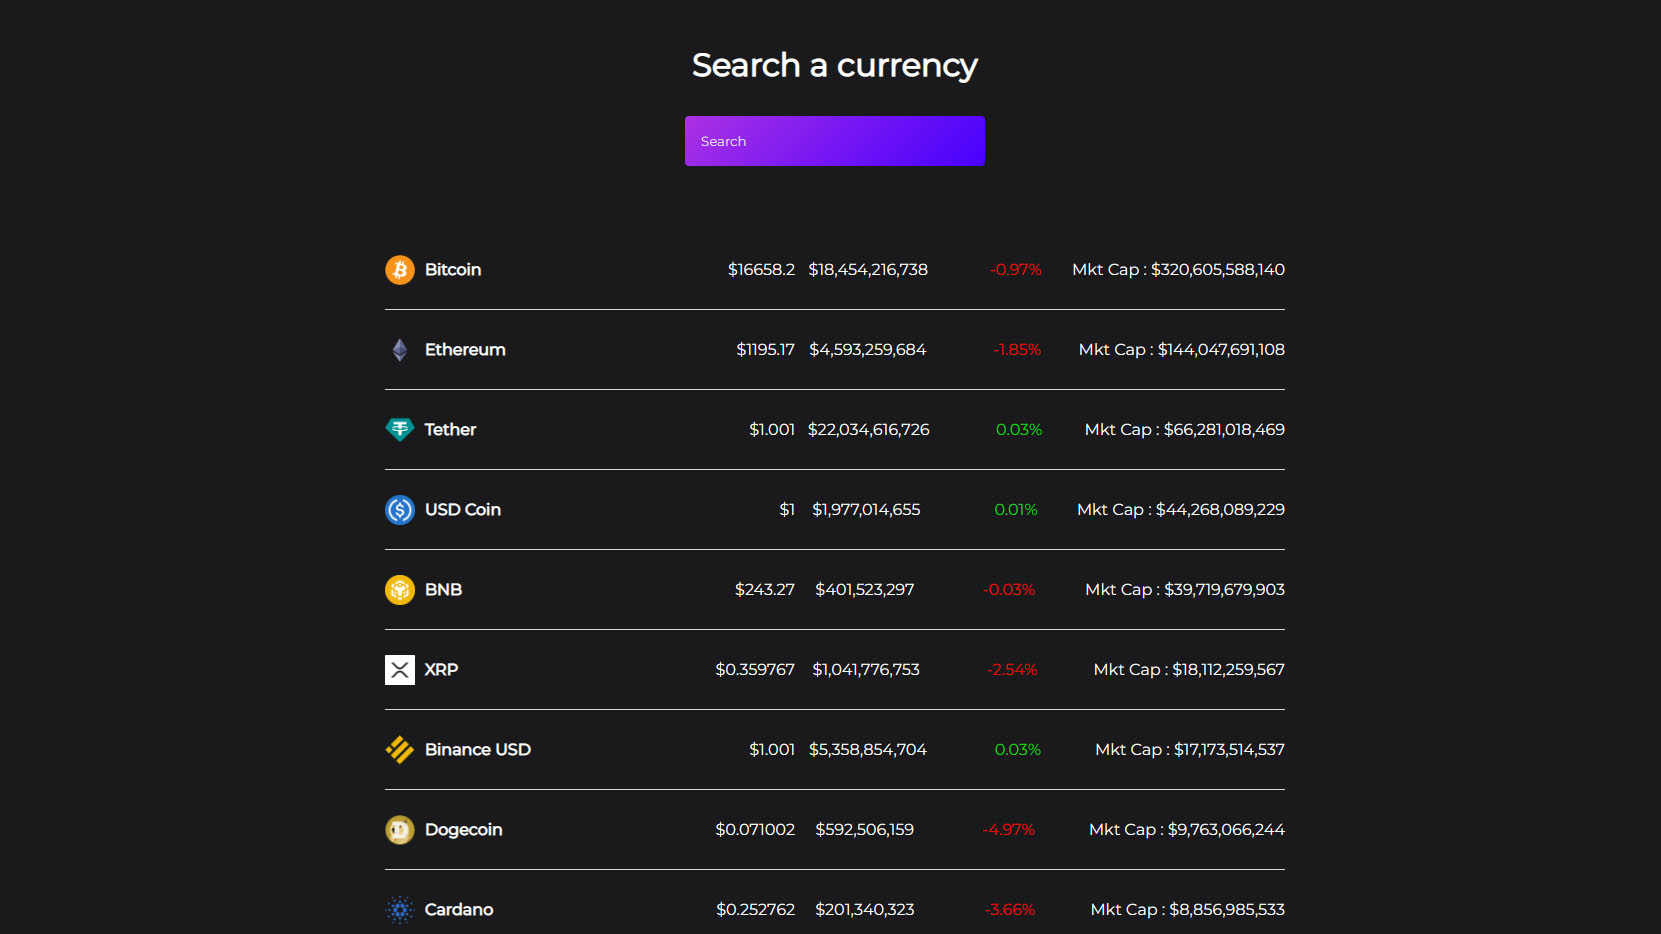 Search a currency
Search
Bitcoin $16658.2 $18,454,216,738 -0.97% Mkt Cap : $320,605,588,140
Ethereum $1195.17 $4,593,259,684 -1.85% Mkt Cap : $144,047,691,108
Tether $1.001 $22,034,616,726 0.03% Mkt Cap : $66,281,018,469
USD Coin $1 $1,977,014,655 0.01% Mkt Cap : $44,268,089,229
BNB $243.27 $401,523,297 -0.03% Mkt Cap : $39,719,679,903
XRP $0.359767 $1,041,776,753 -2.54% Mkt Cap : $18,112,259,567
Binance USD $1.001 $5,358,854,704 0.03% Mkt Cap : $17,173,514,537
Dogecoin $0.071002 $592,506,159 -4.97% Mkt Cap : $9,763,066,244
Cardano $0.252762 $201,340,323 -3.66% Mkt Cap : $8,856,985,533